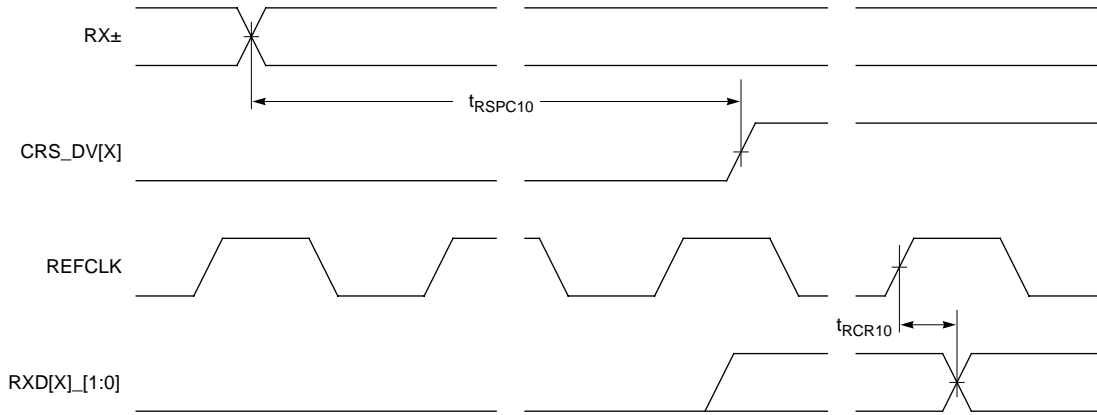 RX±
tRSPC10
CRS_DV[X]
REFCLK
tRCR10
RXD[X]_[1:0]